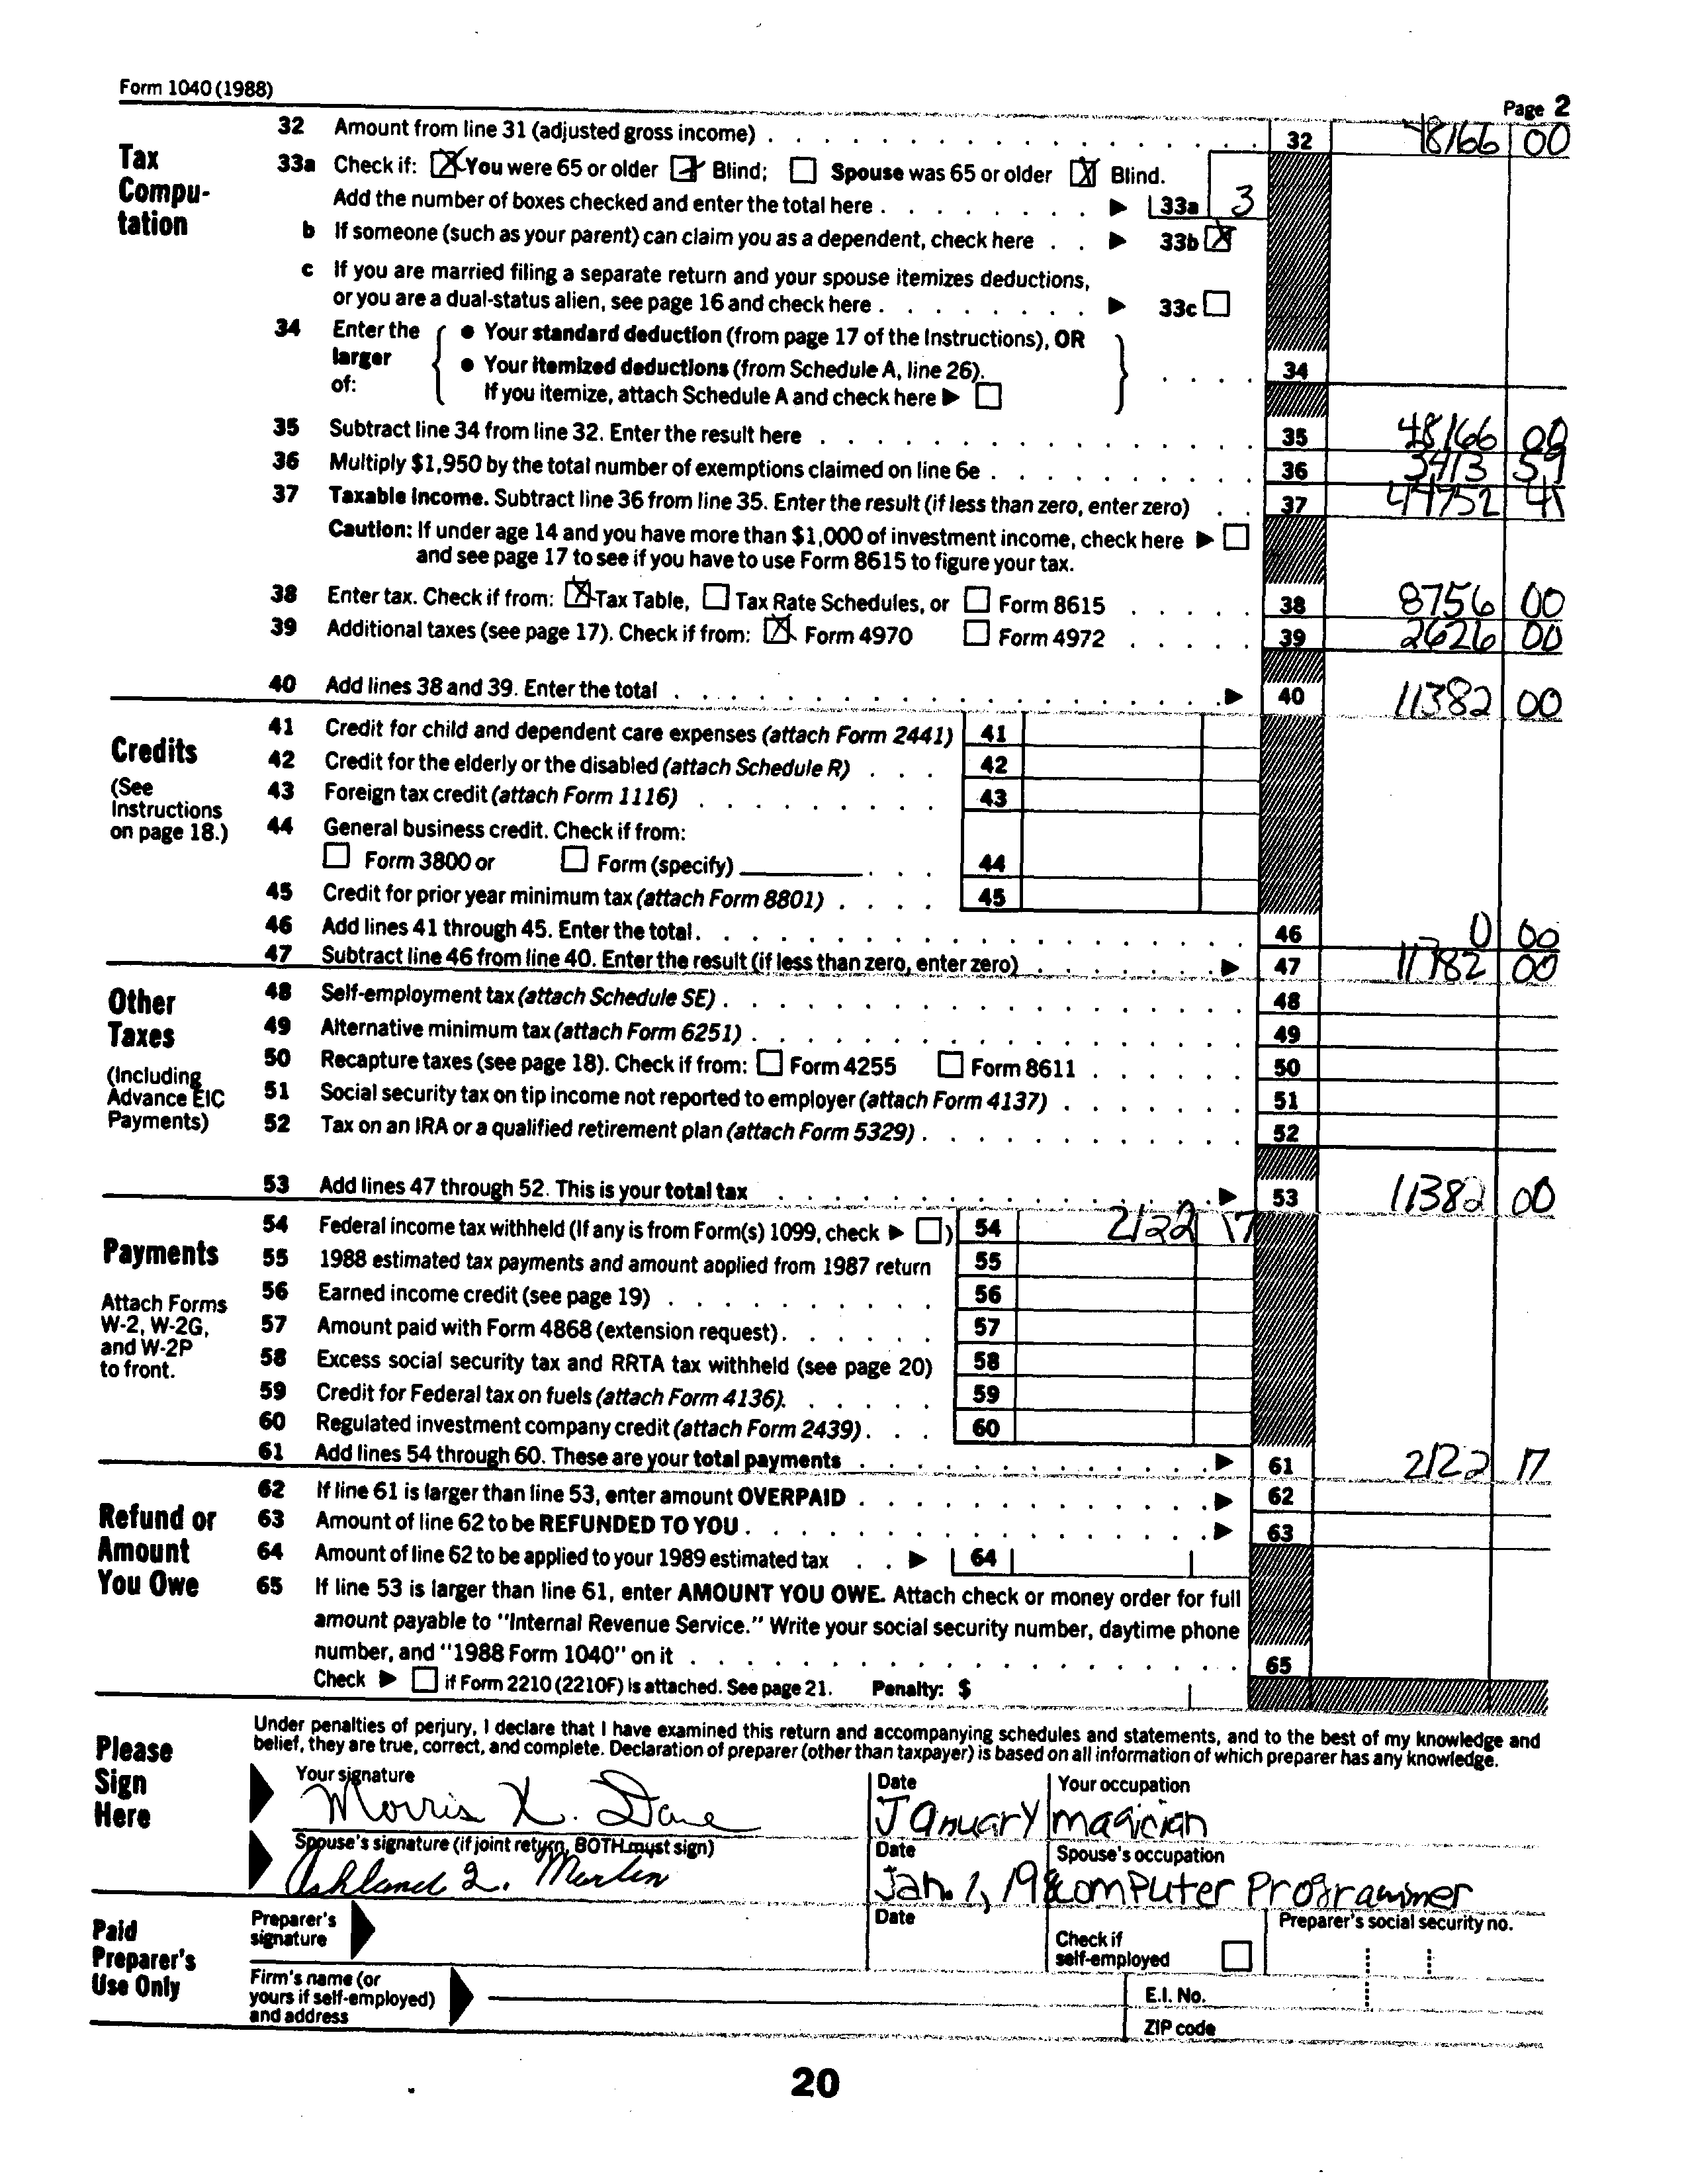 Form 1040 (1988)
Page 2
Tax Compu-tation
32 Amount from line 31 (adjusted gross income) 32 48166 00
33a Check if: You were 65 or older Blind; Spouse was 65 or older Blind.
Add the number of boxes checked and enter the total here 33a 3
b If someone (such as your parent) can claim you as a dependent, check here 33b
c If you are married filing a separate return and your spouse itemizes deductions,
or you are a dual-status alien, see page 16 and check here 33c
34 Enter the larger of:
● Your standard deduction (from page 17 of the Instructions), OR
● Your itemized deductions (from Schedule A, line 26).
If you itemize, attach Schedule A and check here
34
35 Subtract line 34 from line 32. Enter the result here 35 48166 00
36 Multiply $1,950 by the total number of exemptions claimed on line 6e 36 3413 59
37 Taxable income. Subtract line 36 from line 35. Enter the result (if less than zero, enter zero) 37 44752 41
Caution: If under age 14 and you have more than $1,000 of investment income, check here
and see page 17 to see if you have to use Form 8615 to figure your tax.
38 Enter tax. Check if from: Tax Table, Tax Rate Schedules, or Form 8615 38 8756 00
39 Additional taxes (see page 17). Check if from: Form 4970 Form 4972 39 2626 00
40 Add lines 38 and 39. Enter the total 40 11382 00
Credits
(See Instructions on page 18.)
41 Credit for child and dependent care expenses (attach Form 2441) 41
42 Credit for the elderly or the disabled (attach Schedule R) 42
43 Foreign tax credit (attach Form 1116) 43
44 General business credit. Check if from:
Form 3800 or Form (specify) 44
45 Credit for prior year minimum tax (attach Form 8801) 45
46 Add lines 41 through 45. Enter the total. 46 0 00
47 Subtract line 46 from line 40. Enter the result (if less than zero, enter zero) 47 11382 00
Other Taxes
(Including Advance EIC Payments)
48 Self-employment tax (attach Schedule SE) 48
49 Alternative minimum tax (attach Form 6251) 49
50 Recapture taxes (see page 18). Check if from: Form 4255 Form 8611 50
51 Social security tax on tip income not reported to employer (attach Form 4137) 51
52 Tax on an IRA or a qualified retirement plan (attach Form 5329) 52
53 Add lines 47 through 52. This is your total tax 53 11382 00
Payments
Attach Forms W-2, W-2G, and W-2P to front.
54 Federal income tax withheld (If any is from Form(s) 1099, check ) 54 2122 17
55 1988 estimated tax payments and amount applied from 1987 return 55
56 Earned income credit (see page 19) 56
57 Amount paid with Form 4868 (extension request) 57
58 Excess social security tax and RRTA tax withheld (see page 20) 58
59 Credit for Federal tax on fuels (attach Form 4136). 59
60 Regulated investment company credit (attach Form 2439) 60
61 Add lines 54 through 60. These are your total payments 61 2122 17
Refund or Amount You Owe
62 If line 61 is larger than line 53, enter amount OVERPAID 62
63 Amount of line 62 to be REFUNDED TO YOU 63
64 Amount of line 62 to be applied to your 1989 estimated tax 64
65 If line 53 is larger than line 61, enter AMOUNT YOU OWE. Attach check or money order for full
amount payable to "Internal Revenue Service." Write your social security number, daytime phone
number, and "1988 Form 1040" on it 65
Check if Form 2210 (2210F) is attached. See page 21. Penalty: $
Please Sign Here
Under penalties of perjury, I declare that I have examined this return and accompanying schedules and statements, and to the best of my knowledge and
belief, they are true, correct, and complete. Declaration of preparer (other than taxpayer) is based on all information of which preparer has any knowledge.
Your signature Date Your occupation
Morris X. Dane January magician
Spouse's signature (if joint return, BOTH must sign) Date Spouse's occupation
Ashland Q. Merlin Jan. 1, 198 Computer Programmer
Paid Preparer's Use Only
Preparer's signature Date Check if self-employed Preparer's social security no.
Firm's name (or yours if self-employed) and address
E.I. No.
ZIP code
20